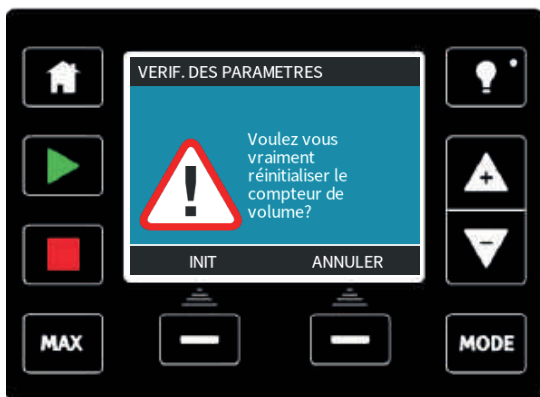 VERIF. DES PARAMETRES
Voulez vous
vraiment
réinitialiser le
compteur de
volume?
INIT ANNULER
MAX
MODE